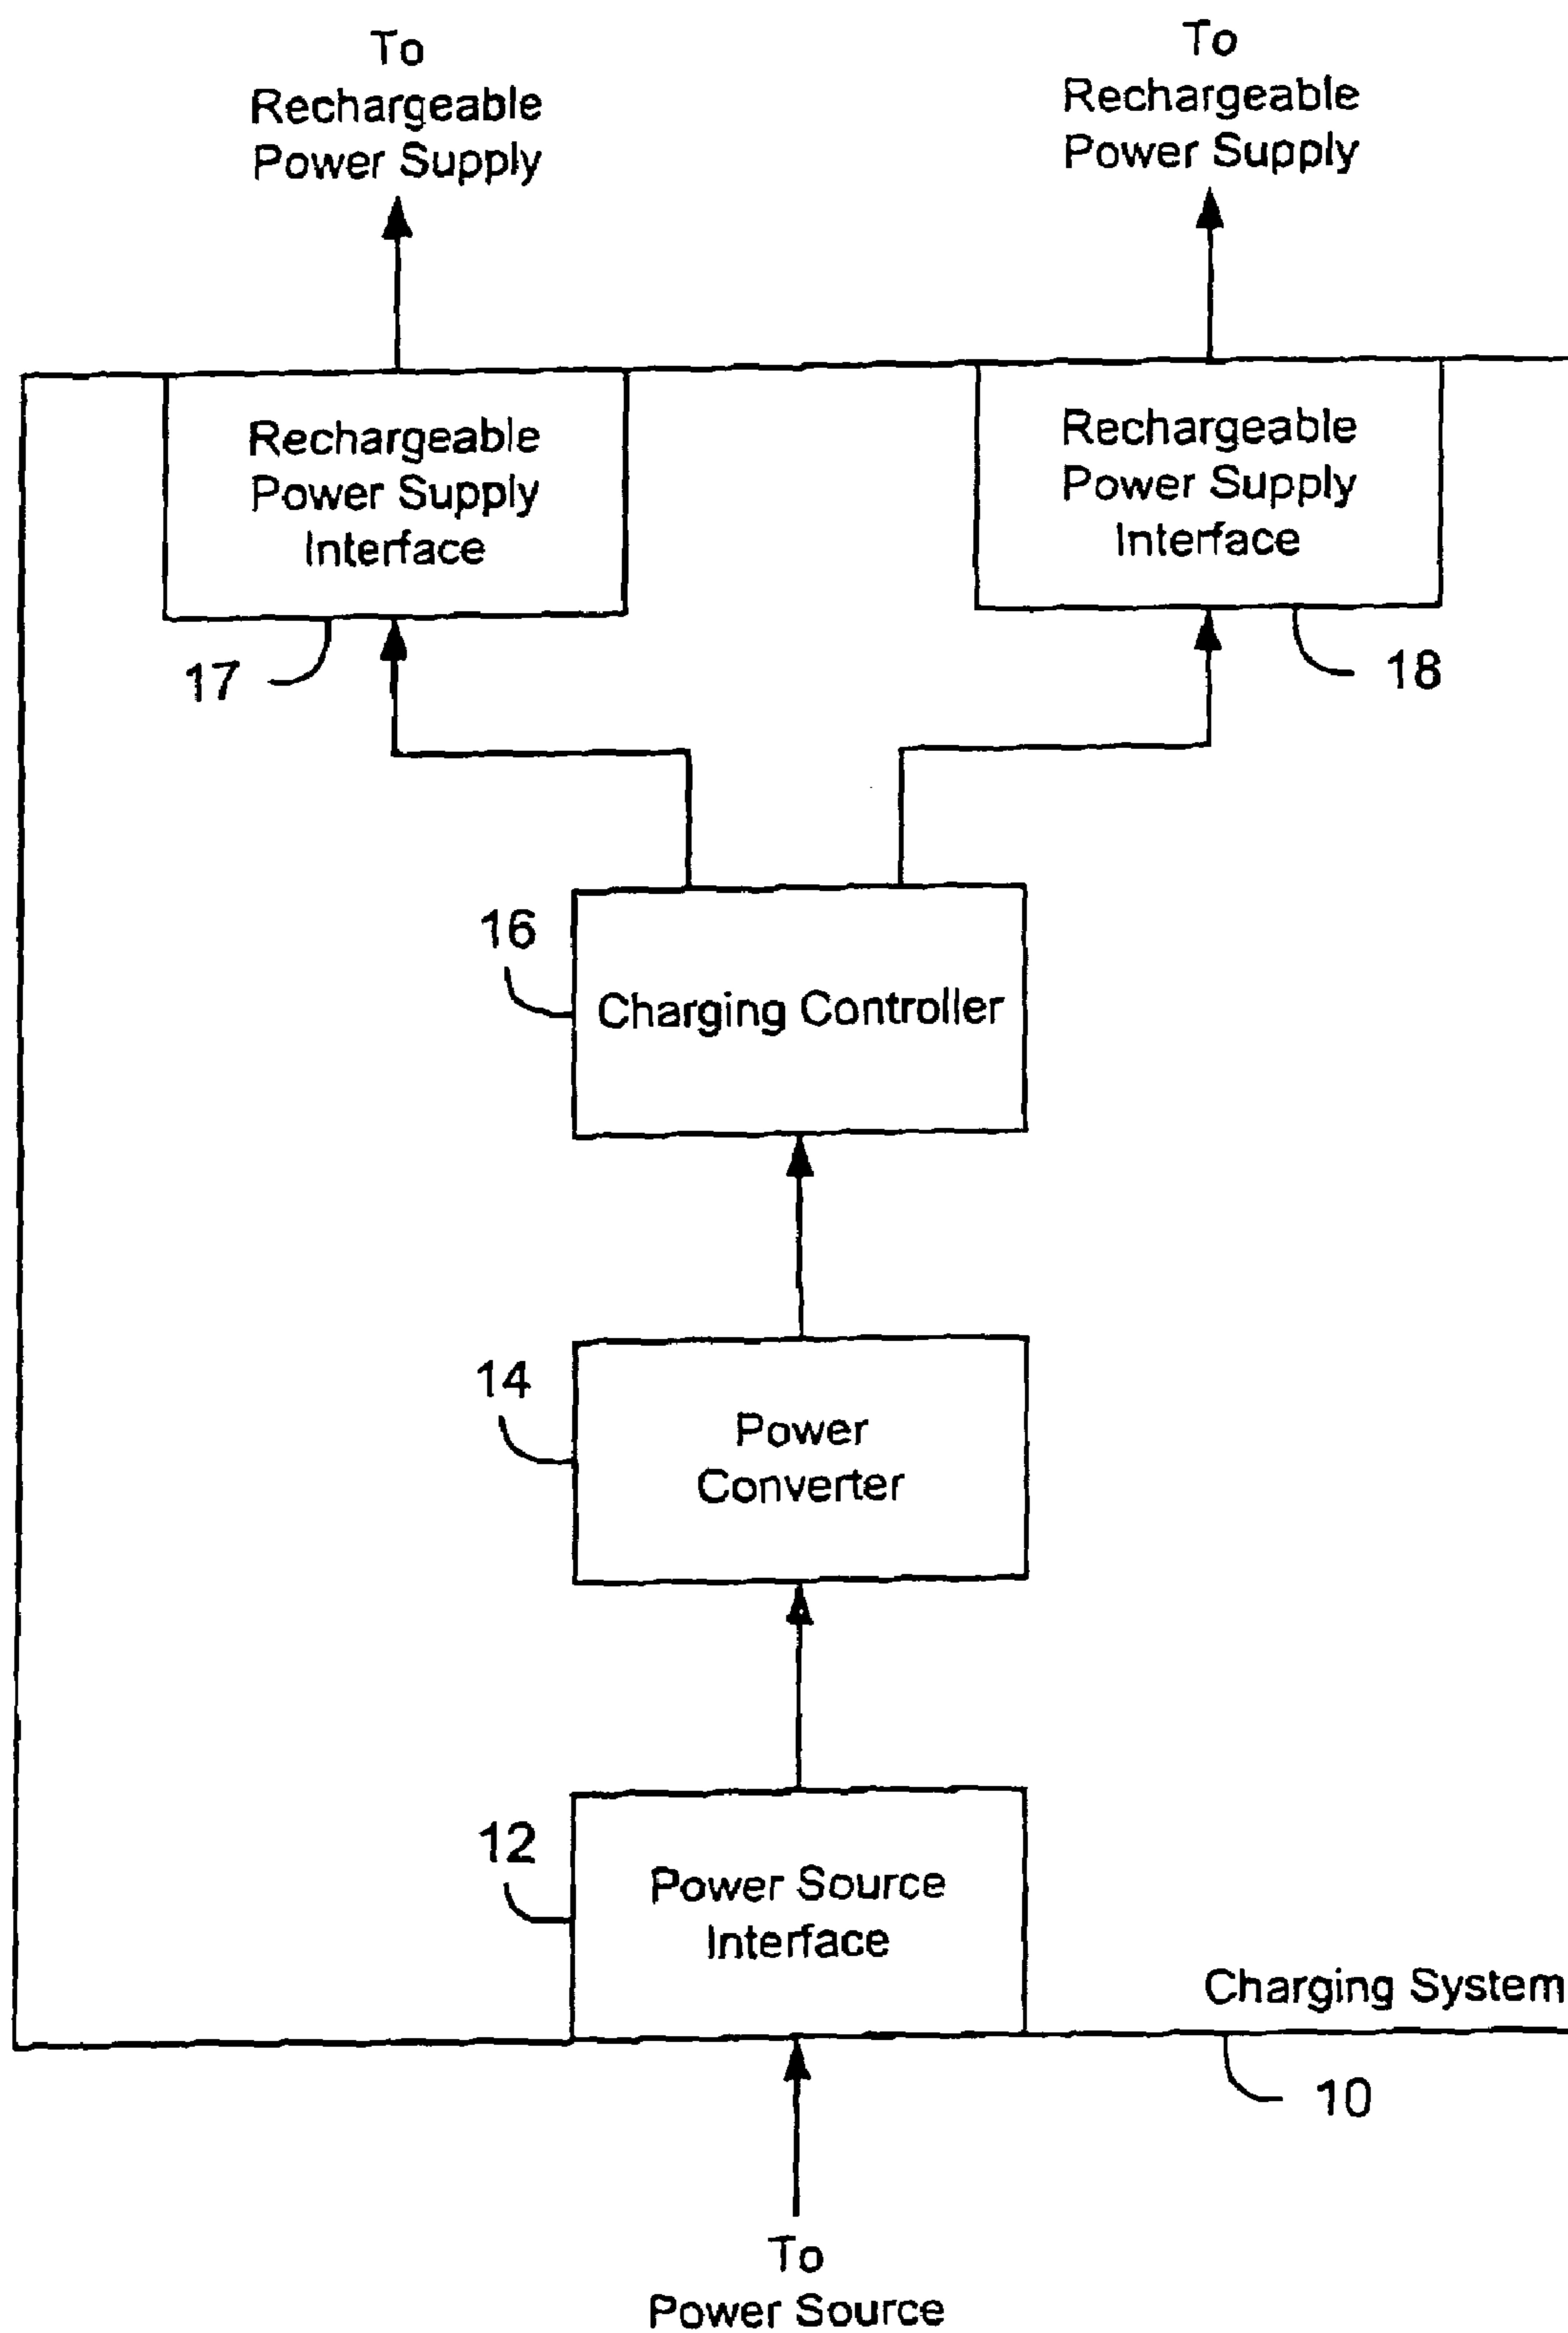 To
Rechargeable
Power Supply
To
Rechargeable
Power Supply
Rechargeable
Power Supply
Interface
Rechargeable
Power Supply
Interface
17
18
16
Charging Controller
14
Power
Converter
12
Power Source
Interface
Charging System
10
To
Power Source